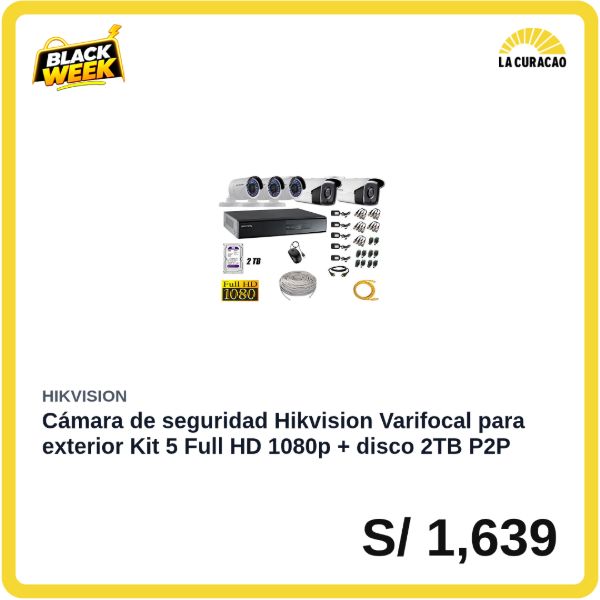 BLACK
WEEK
LA CURACAO
2 TB
Full HD
1080
HIKVISION
Cámara de seguridad Hikvision Varifocal para
exterior Kit 5 Full HD 1080p + disco 2TB P2P
S/ 1,639